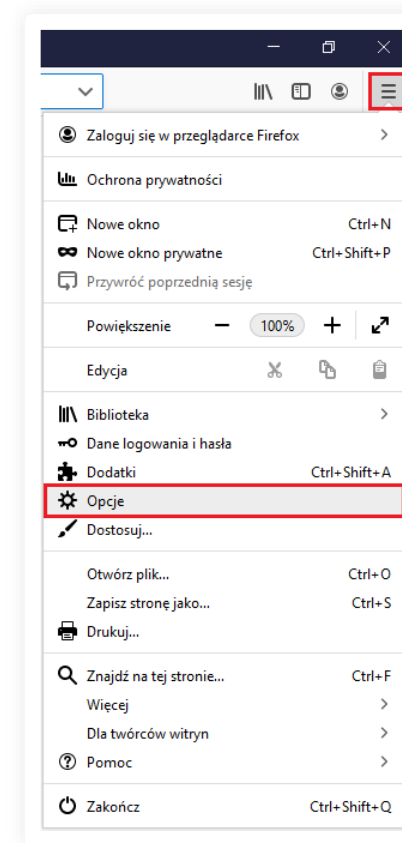 Zaloguj się w przeglądarce Firefox
Ochrona prywatności
Nowe okno Ctrl+N
Nowe okno prywatne Ctrl+Shift+P
Przywróć poprzednią sesję
Powiększenie 100%
Edycja
Biblioteka
Dane logowania i hasła
Dodatki Ctrl+Shift+A
Opcje
Dostosuj...
Otwórz plik... Ctrl+O
Zapisz stronę jako... Ctrl+S
Drukuj...
Znajdź na tej stronie... Ctrl+F
Więcej
Dla twórców witryn
Pomoc
Zakończ Ctrl+Shift+Q